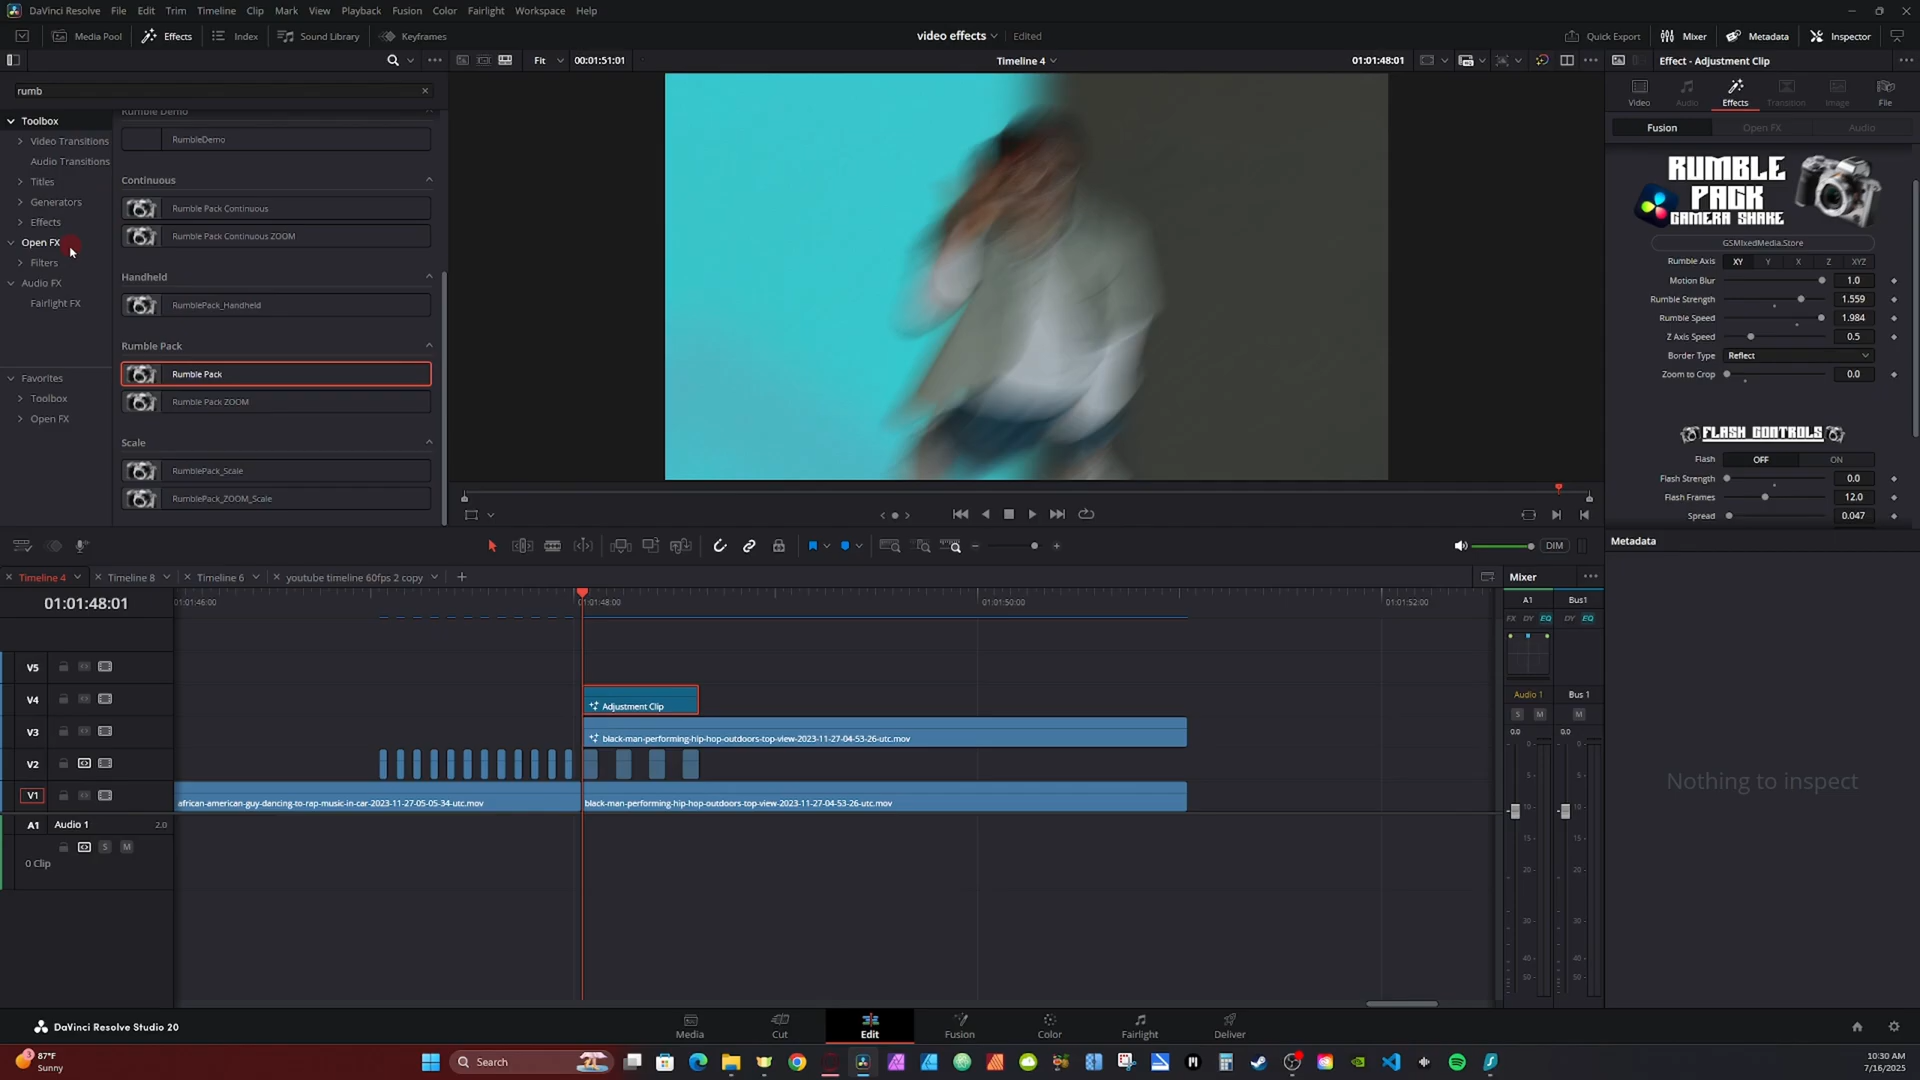 DaVinci Resolve File Edit Trim Timeline Clip Mark View Playback Fusion Color Fairlight Workspace Help
Media Pool Effects Index Sound Library Keyframes
video effects Edited
Quick Export Mixer Metadata Inspector
Fit 00:01:51:01
Timeline 4
01:01:48:01
Effect - Adjustment Clip
rumb
Video Audio Effects Transition Image File
Fusion Open FX Audio
Toolbox
Video Transitions
Audio Transitions
Titles
Generators
Effects
Open FX
Filters
Audio FX
Fairlight FX
Favorites
Toolbox
Open FX
Rumble Demo
RumbleDemo
Continuous
Rumble Pack Continuous
Rumble Pack Continuous ZOOM
Handheld
RumblePack_Handheld
Rumble Pack
Rumble Pack
Rumble Pack ZOOM
Scale
RumblePack_Scale
RumblePack_ZOOM_Scale
RUMBLE
PACK
CAMERA SHAKE
GSMIxedMedia.Store
Rumble Axis XY Y X Z XYZ
Motion Blur 1.0
Rumble Strength 1.559
Rumble Speed 1.984
Z Axis Speed 0.5
Border Type Reflect
Zoom to Crop 0.0
FLASH CONTROLS
Flash OFF ON
Flash Strength 0.0
Flash Frames 12.0
Spread 0.047
DIM
Metadata
Nothing to inspect
Timeline 4 Timeline 8 Timeline 6 youtube timeline 60fps 2 copy
01:01:48:01
01:01:46:00 01:01:48:00 01:01:50:00 01:01:52:00
V5
V4
Adjustment Clip
V3
black-man-performing-hip-hop-outdoors-top-view-2023-11-27-04-53-26-utc.mov
V2
V1
african-american-guy-dancing-to-rap-music-in-car-2023-11-27-05-05-34-utc.mov
black-man-performing-hip-hop-outdoors-top-view-2023-11-27-04-53-26-utc.mov
A1 Audio 1 2.0
S M
0 Clip
Mixer
A1 Bus1
FX DY EQ DY EQ
Audio 1 Bus 1
S M M
0.0 0.0
0 0
5 5
10 10
15 15
20 20
30 30
40 40
50 50
DaVinci Resolve Studio 20
Media Cut Edit Fusion Color Fairlight Deliver
3
87°F
Sunny
Search
10:30 AM
7/16/2025